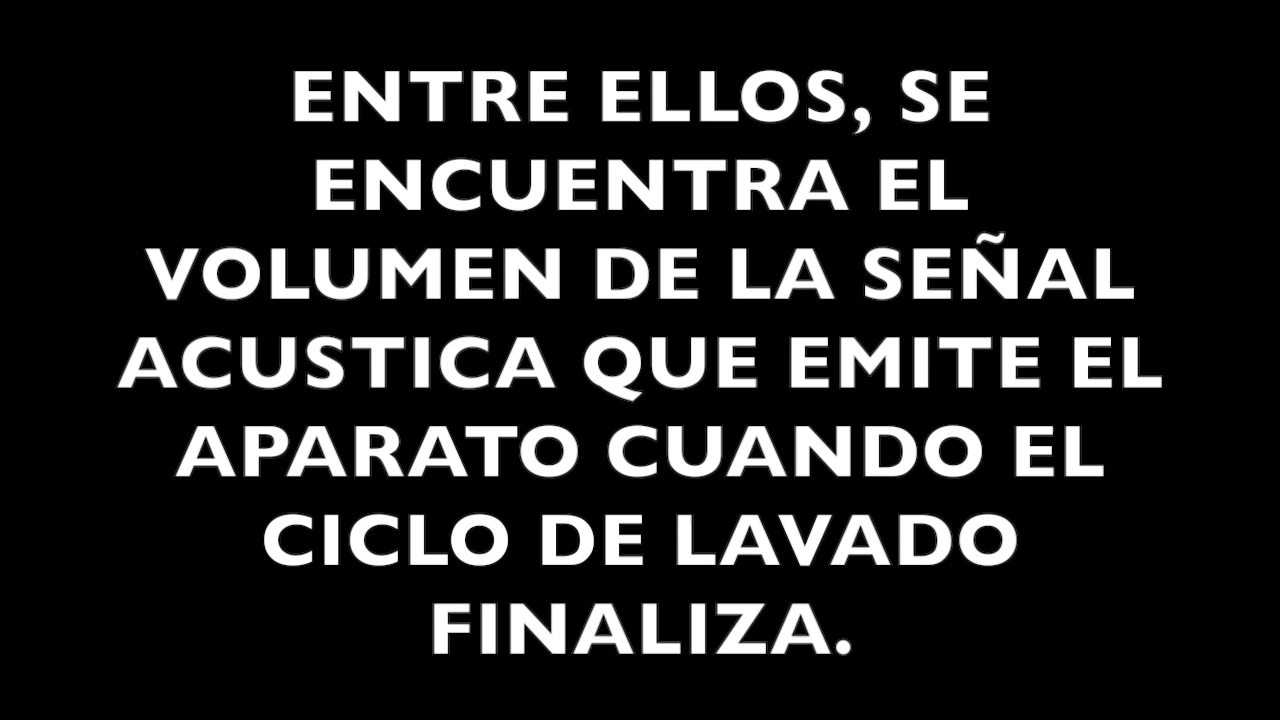 ENTRE ELLOS, SE
ENCUENTRA EL
VOLUMEN DE LA SEÑAL
ACUSTICA QUE EMITE EL
APARATO CUANDO EL
CICLO DE LAVADO
FINALIZA.